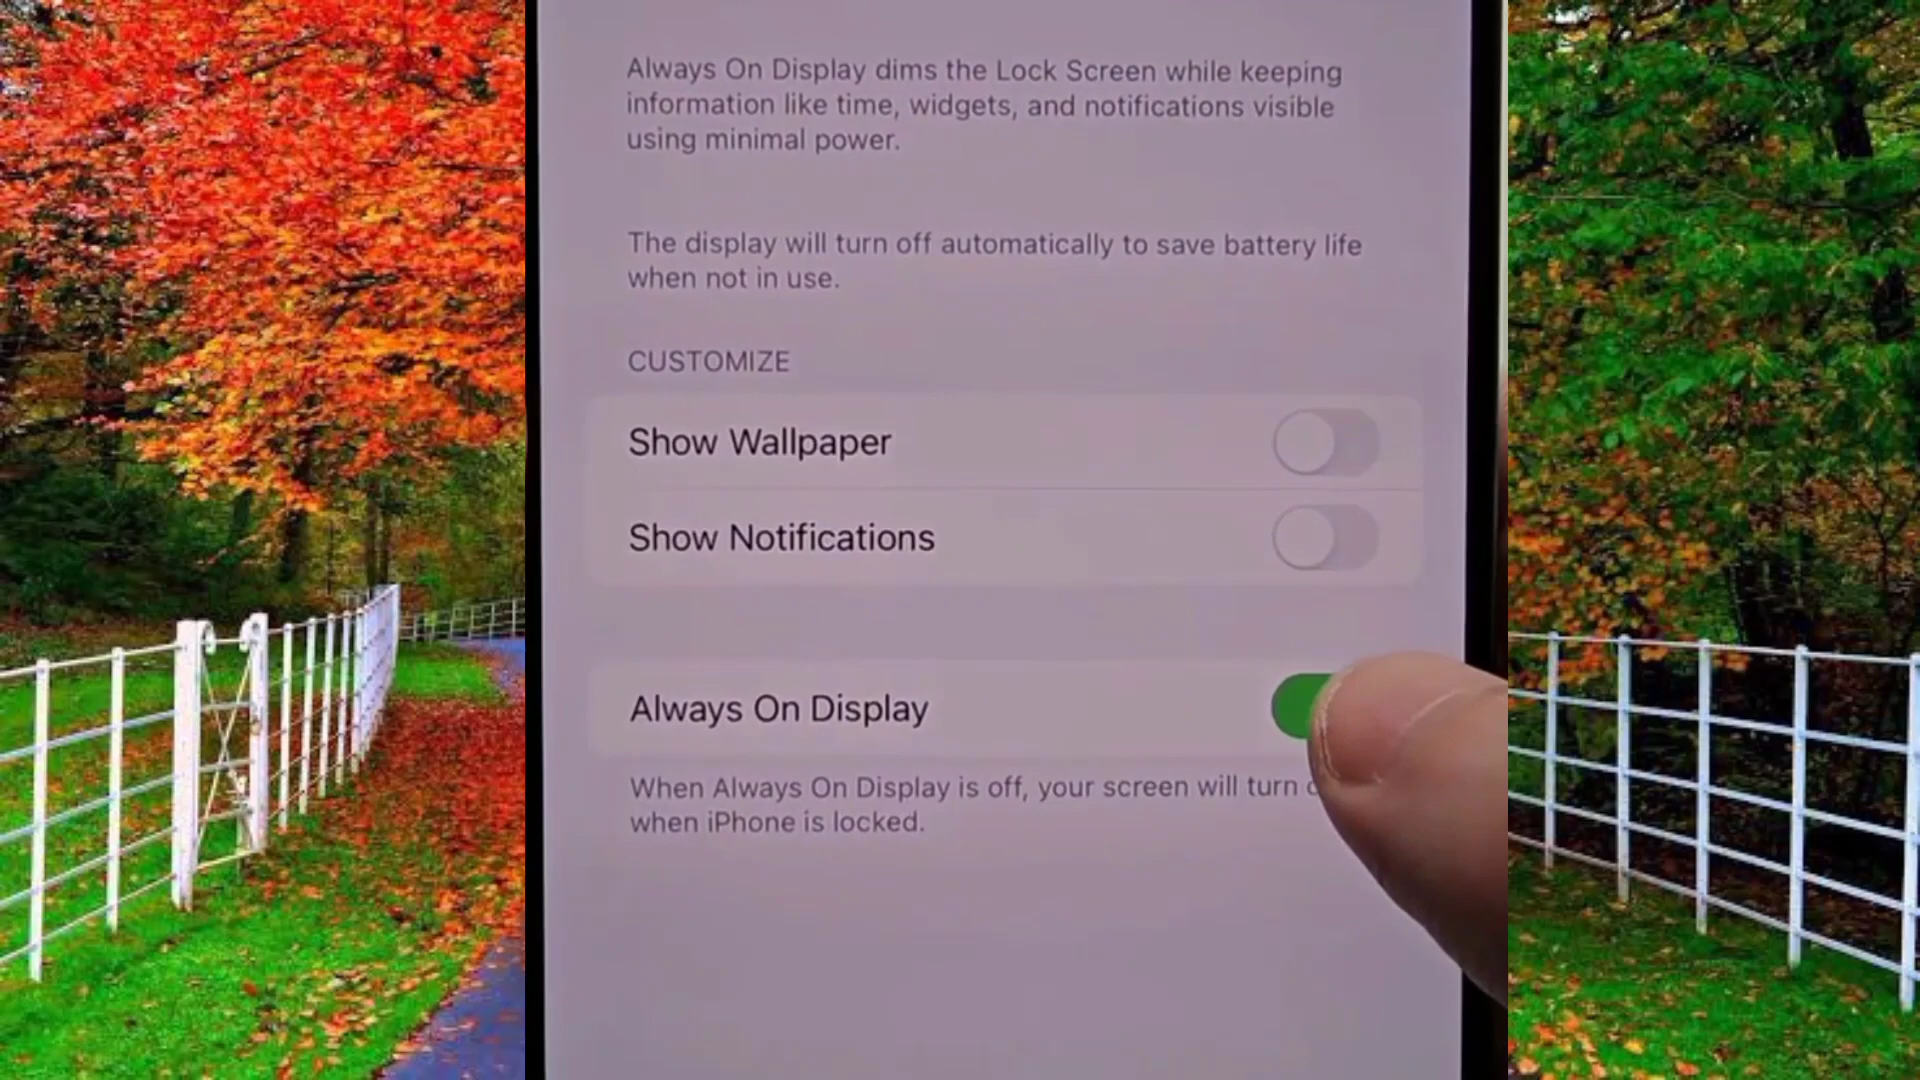 Always On Display dims the Lock Screen while keeping
information like time, widgets, and notifications visible
using minimal power.
The display will turn off automatically to save battery life
when not in use.
CUSTOMIZE
Show Wallpaper
Show Notifications
Always On Display
When Always On Display is off, your screen will turn
when iPhone is locked.